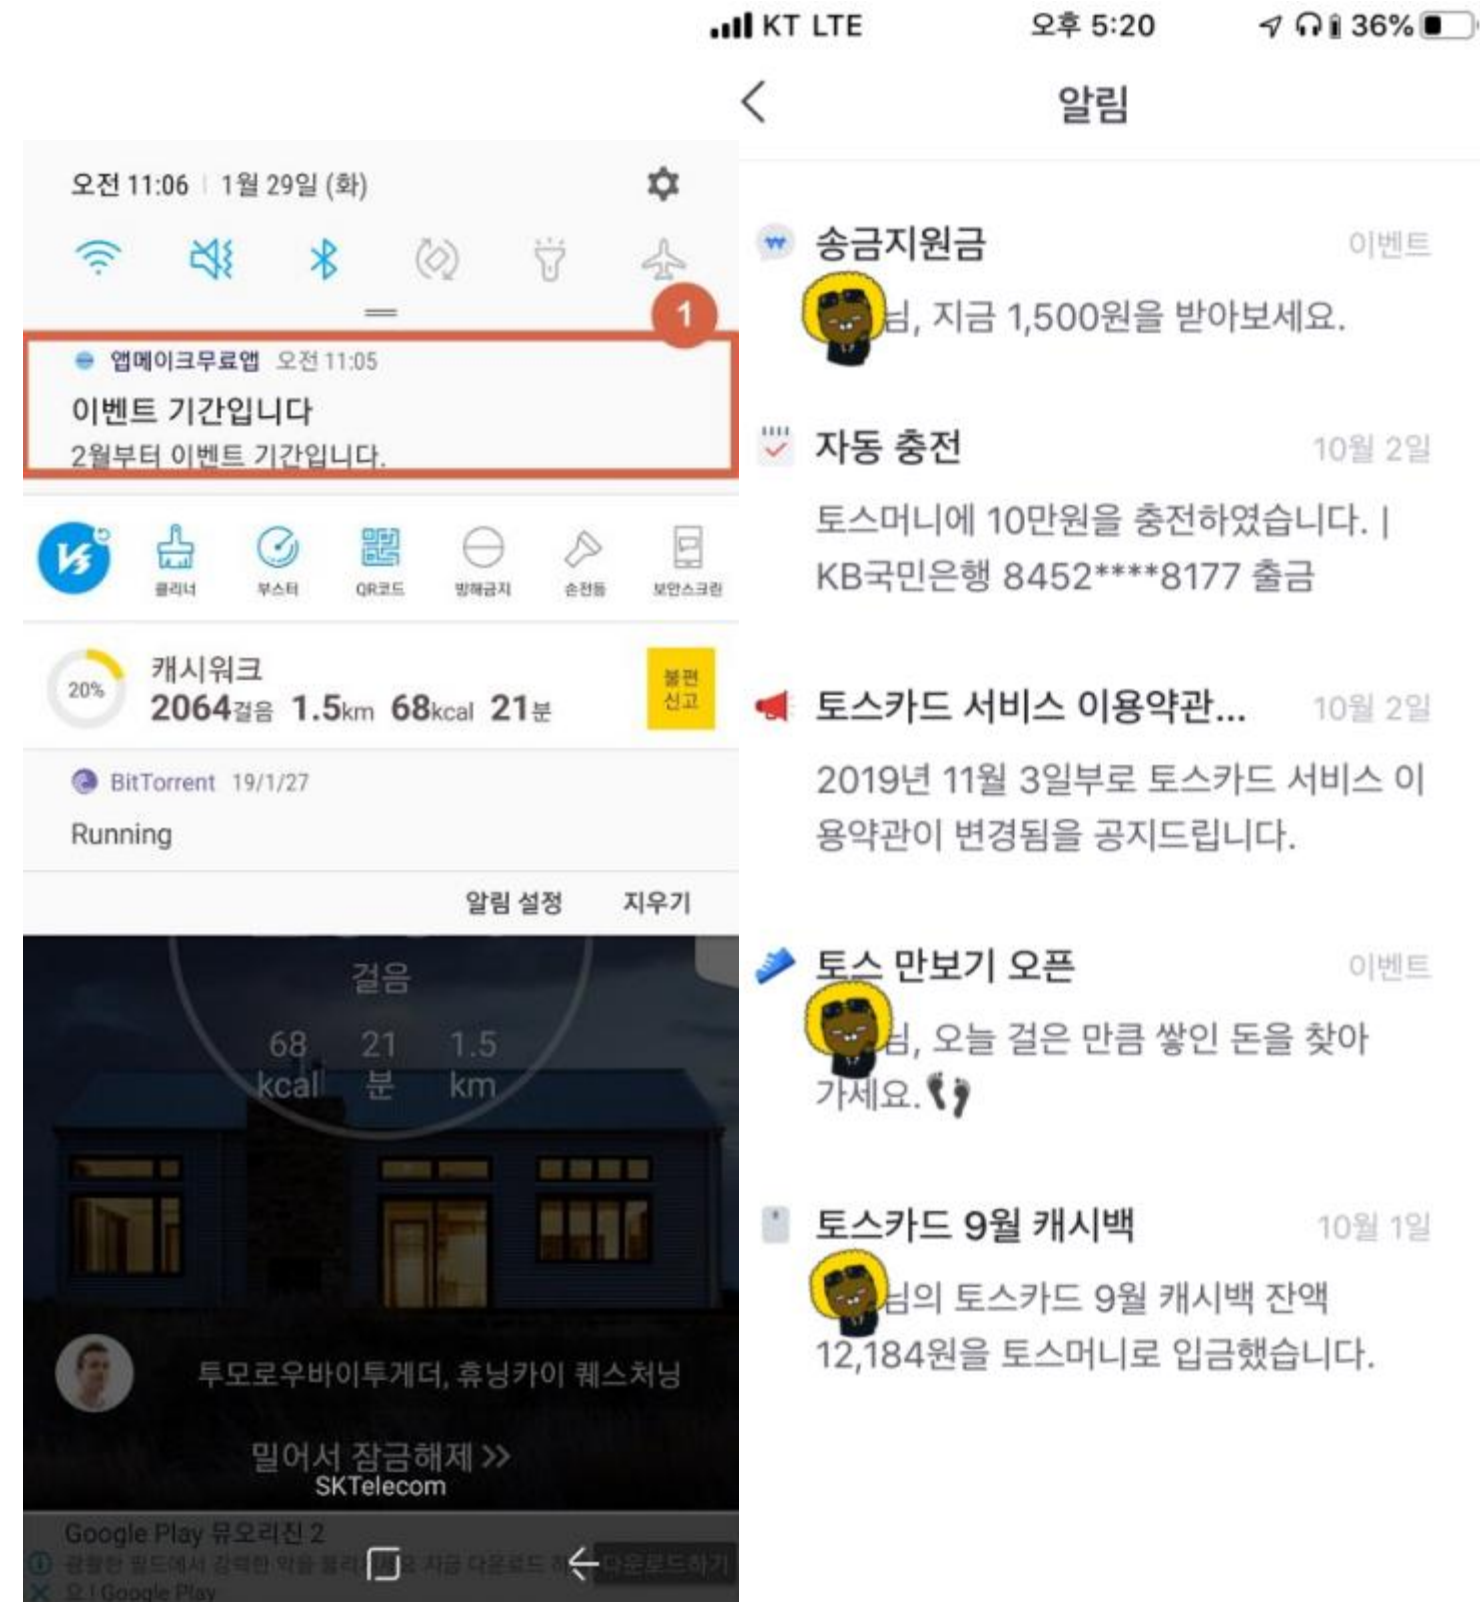 오전 11:06 | 1월 29일 (화)
1
앱메이크무료앱 오전 11:05
이벤트 기간입니다
2월부터 이벤트 기간입니다.
V3
클리너 부스터 QR코드 방해금지 손전등 보안스크린
20%
캐시워크
2064걸음 1.5km 68kcal 21분
불편
신고
BitTorrent 19/1/27
Running
알림 설정 지우기
걸음
68 21 1.5
kcal 분 km
투모로우바이투게더, 휴닝카이 퀘스처닝
밀어서 잠금해제 >>
SKTelecom
Google Play 뮤오리진 2
다운로드하기
요 ! Google Play
KT LTE 오후 5:20 36%
알림
송금지원금 이벤트
님, 지금 1,500원을 받아보세요.
자동 충전 10월 2일
토스머니에 10만원을 충전하였습니다. |
KB국민은행 8452****8177 출금
토스카드 서비스 이용약관... 10월 2일
2019년 11월 3일부로 토스카드 서비스 이
용약관이 변경됨을 공지드립니다.
토스 만보기 오픈 이벤트
님, 오늘 걸은 만큼 쌓인 돈을 찾아
가세요.
토스카드 9월 캐시백 10월 1일
님의 토스카드 9월 캐시백 잔액
12,184원을 토스머니로 입금했습니다.